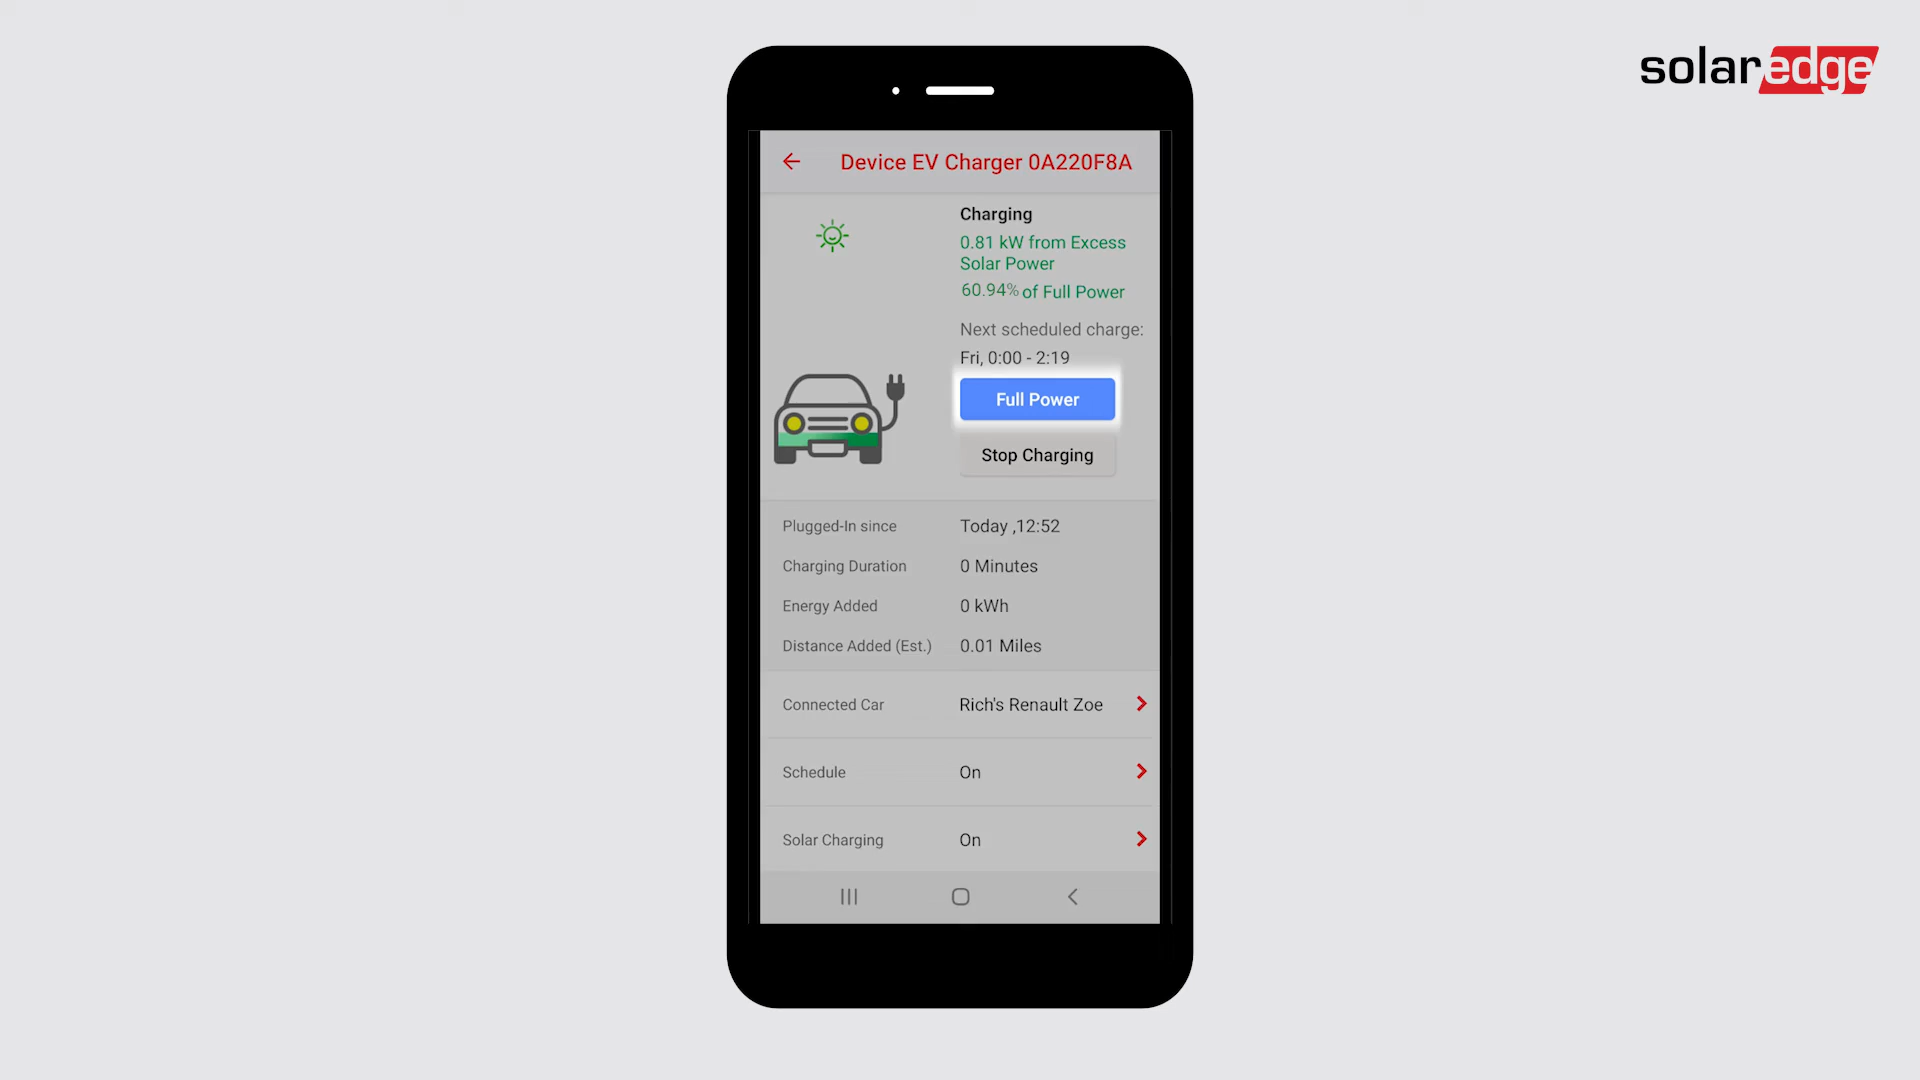 solaredge
Device EV Charger 0A220F8A
Charging
0.81 kW from Excess
Solar Power
60.94% of Full Power
Next scheduled charge:
Fri, 0:00 - 2:19
Full Power
Stop Charging
Plugged-In since Today ,12:52
Charging Duration 0 Minutes
Energy Added 0 kWh
Distance Added (Est.) 0.01 Miles
Connected Car Rich's Renault Zoe
Schedule On
Solar Charging On